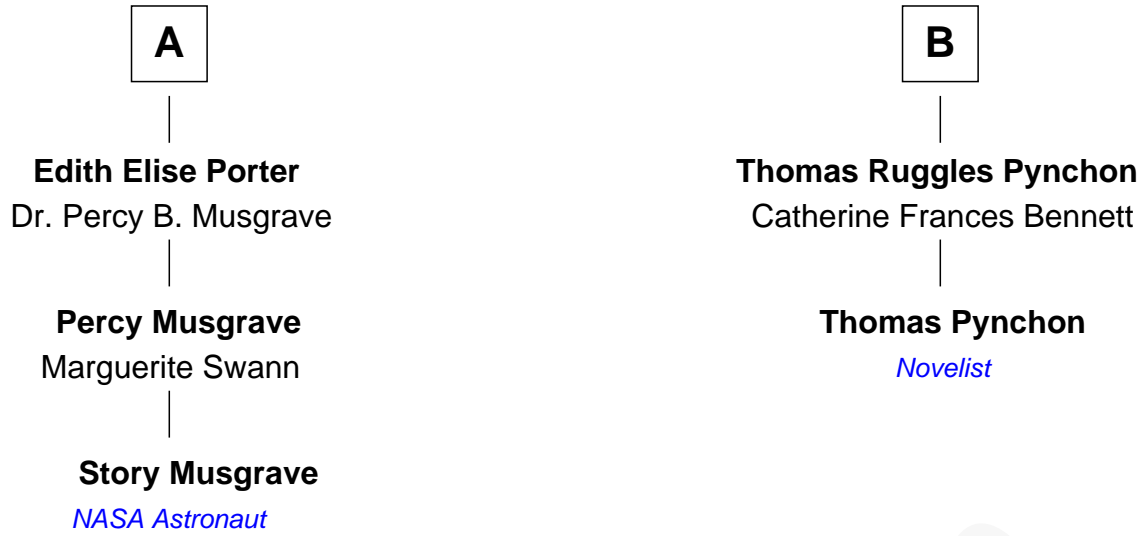 A
Edith Elise Porter
Dr. Percy B. Musgrave
Percy Musgrave
Marguerite Swann
Story Musgrave
NASA Astronaut
B
Thomas Ruggles Pynchon
Catherine Frances Bennett
Thomas Pynchon
Novelist